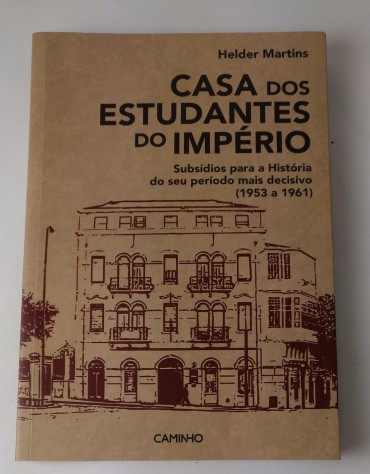 Helder Martins
CASA DOS
ESTUDANTES
DO IMPÉRIO
Subsídios para a História
do seu período mais decisivo
(1953 a 1961)
CAMINHO